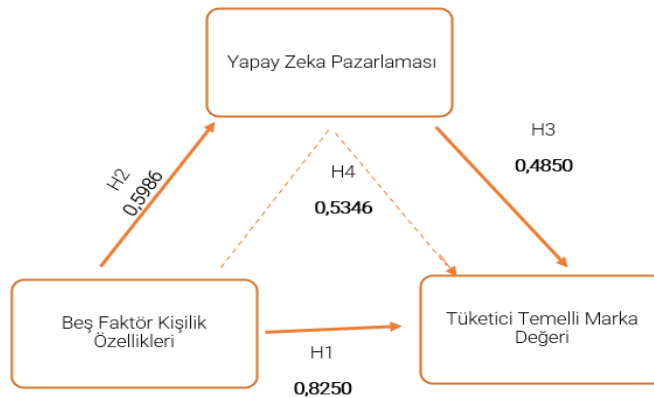 Yapay Zeka Pazarlaması
H3
0,4850
H2
0,5986
H4
0,5346
Beş Faktör Kişilik
Özellikleri
Tüketici Temelli Marka
Değeri
H1
0,8250